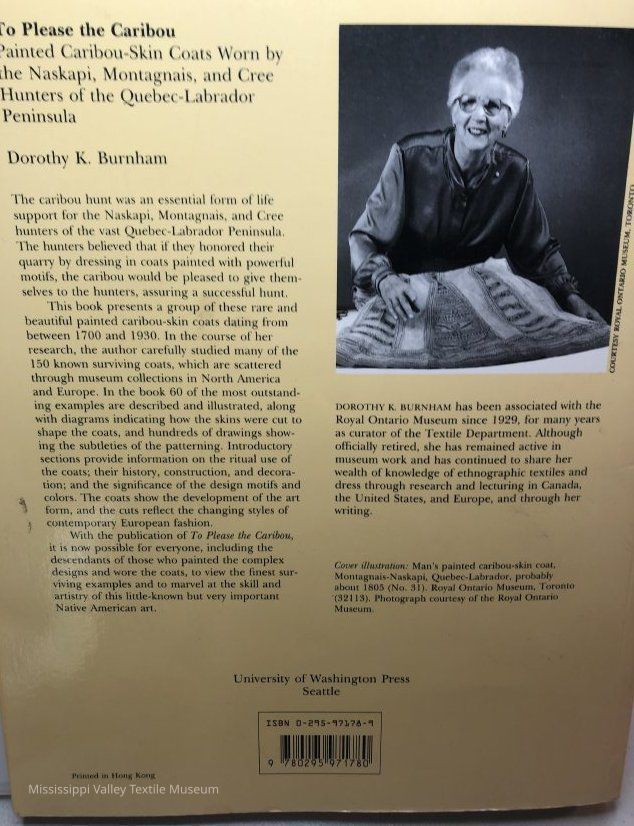 To Please the Caribou
Painted Caribou-Skin Coats Worn by
the Naskapi, Montagnais, and Cree
Hunters of the Quebec-Labrador
Peninsula
Dorothy K. Burnham
The caribou hunt was an essential form of life
support for the Naskapi, Montagnais, and Cree
hunters of the vast Quebec-Labrador Peninsula.
The hunters believed that if they honored their
quarry by dressing in coats painted with powerful
motifs, the caribou would be pleased to give them-
selves to the hunters, assuring a successful hunt.
This book presents a group of these rare and
beautiful painted caribou-skin coats dating from
between 1700 and 1930. In the course of her
research, the author carefully studied many of the
150 known surviving coats, which are scattered
through museum collections in North America
and Europe. In the book 60 of the most outstand-
ing examples are described and illustrated, along
with diagrams indicating how the skins were cut to
shape the coats, and hundreds of drawings show-
ing the subtleties of the patterning. Introductory
sections provide information on the ritual use of
the coats; their history, construction, and decora-
tion; and the significance of the design motifs and
colors. The coats show the development of the art
form, and the cuts reflect the changing styles of
contemporary European fashion.
With the publication of To Please the Caribou,
it is now possible for everyone, including the
descendants of those who painted the complex
designs and wore the coats, to view the finest sur-
viving examples and to marvel at the skill and
artistry of this little-known but very important
Native American art.
COURTESY ROYAL ONTARIO MUSEUM, TORONTO
DOROTHY K. BURNHAM has been associated with the
Royal Ontario Museum since 1929, for many years
as curator of the Textile Department. Although
officially retired, she has remained active in
museum work and has continued to share her
wealth of knowledge of ethnographic textiles and
dress through research and lecturing in Canada,
the United States, and Europe, and through her
writing.
Cover illustration: Man's painted caribou-skin coat,
Montagnais-Naskapi, Quebec-Labrador, probably
about 1805 (No. 31). Royal Ontario Museum, Toronto
(32113). Photograph courtesy of the Royal Ontario
Museum.
University of Washington Press
Seattle
ISBN 0-295-97178-9
9 780295 971780
Printed in Hong Kong
Mississippi Valley Textile Museum